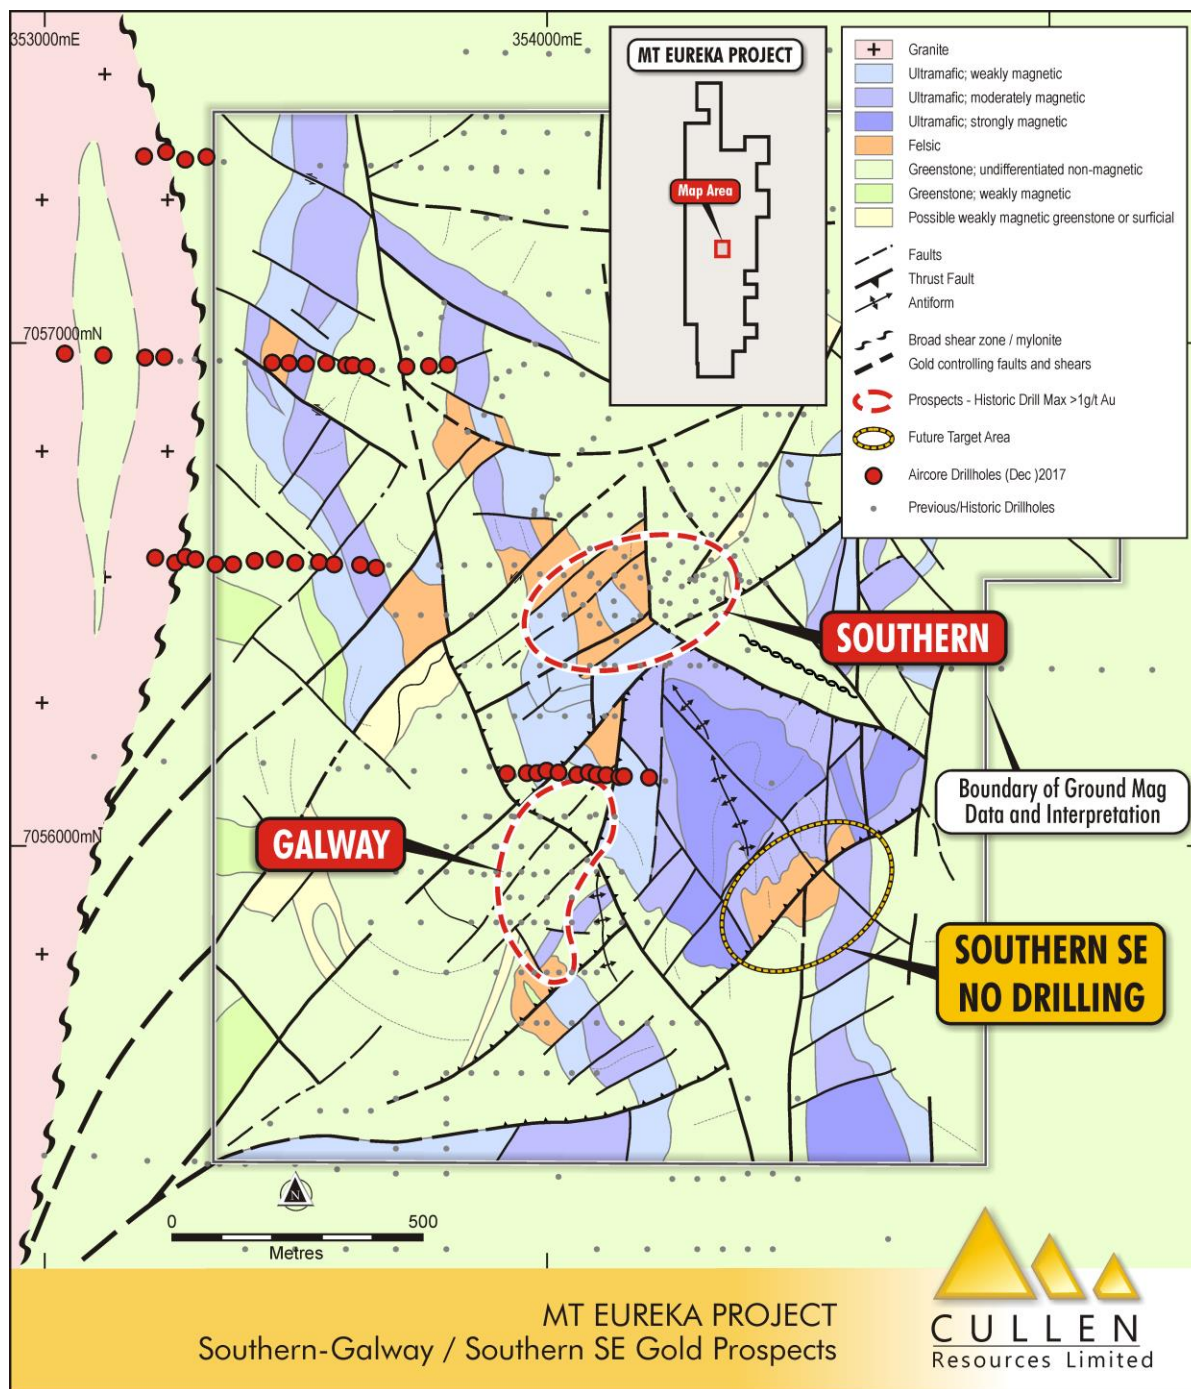 353000mE
354000mE
MT EUREKA PROJECT
Map Area
Granite
Ultramafic; weakly magnetic
Ultramafic; moderately magnetic
Ultramafic; strongly magnetic
Felsic
Greenstone; undifferentiated non-magnetic
Greenstone; weakly magnetic
Possible weakly magnetic greenstone or surficial
Faults
Thrust Fault
Antiform
Broad shear zone / mylonite
Gold controlling faults and shears
Prospects - Historic Drill Max >1g/t Au
Future Target Area
Aircore Drillholes (Dec )2017
Previous/Historic Drillholes
7057000mN
SOUTHERN
Boundary of Ground Mag
Data and Interpretation
7056000mN
GALWAY
SOUTHERN SE
NO DRILLING
N
0
500
Metres
MT EUREKA PROJECT
Southern-Galway / Southern SE Gold Prospects
CULLEN
Resources Limited